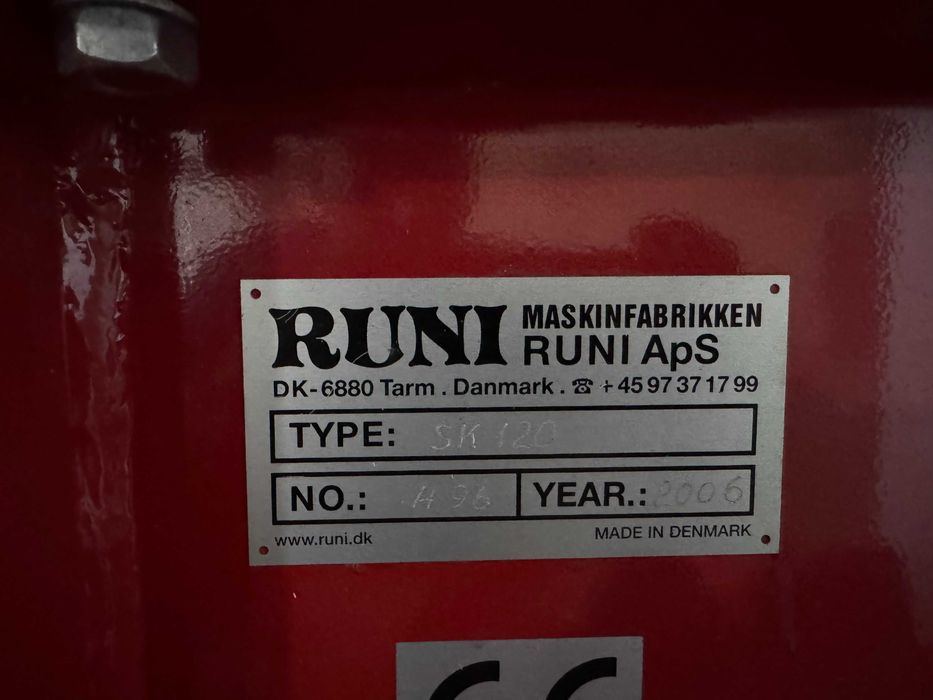 RUNI MASKINFABRIKKEN
RUNI ApS
DK-6880 Tarm . Danmark . ☎ +45 97 37 17 99
TYPE: SK 120
NO.: 496 YEAR.: 2006
www.runi.dk MADE IN DENMARK
CE